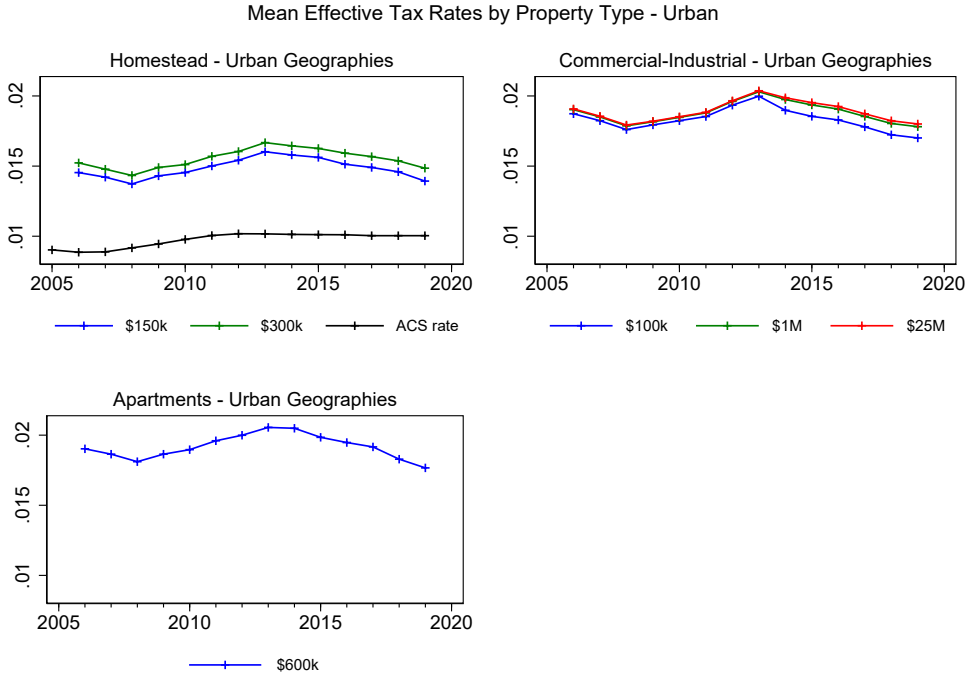 Mean Effective Tax Rates by Property Type - Urban
Homestead - Urban Geographies
.02
.015
.01
2005 2010 2015 2020
$150k $300k ACS rate
Commercial-Industrial - Urban Geographies
.02
.015
.01
2005 2010 2015 2020
$100k $1M $25M
Apartments - Urban Geographies
.02
.015
.01
2005 2010 2015 2020
$600k